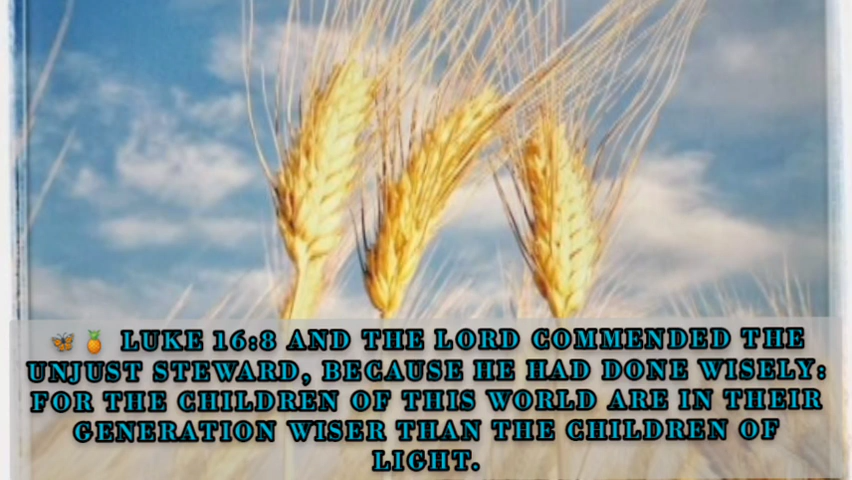 🦋🍍 LUKE 16:8 AND THE LORD COMMENDED THE
UNJUST STEWARD, BECAUSE HE HAD DONE WISELY:
FOR THE CHILDREN OF THIS WORLD ARE IN THEIR
GENERATION WISER THAN THE CHILDREN OF
LIGHT.